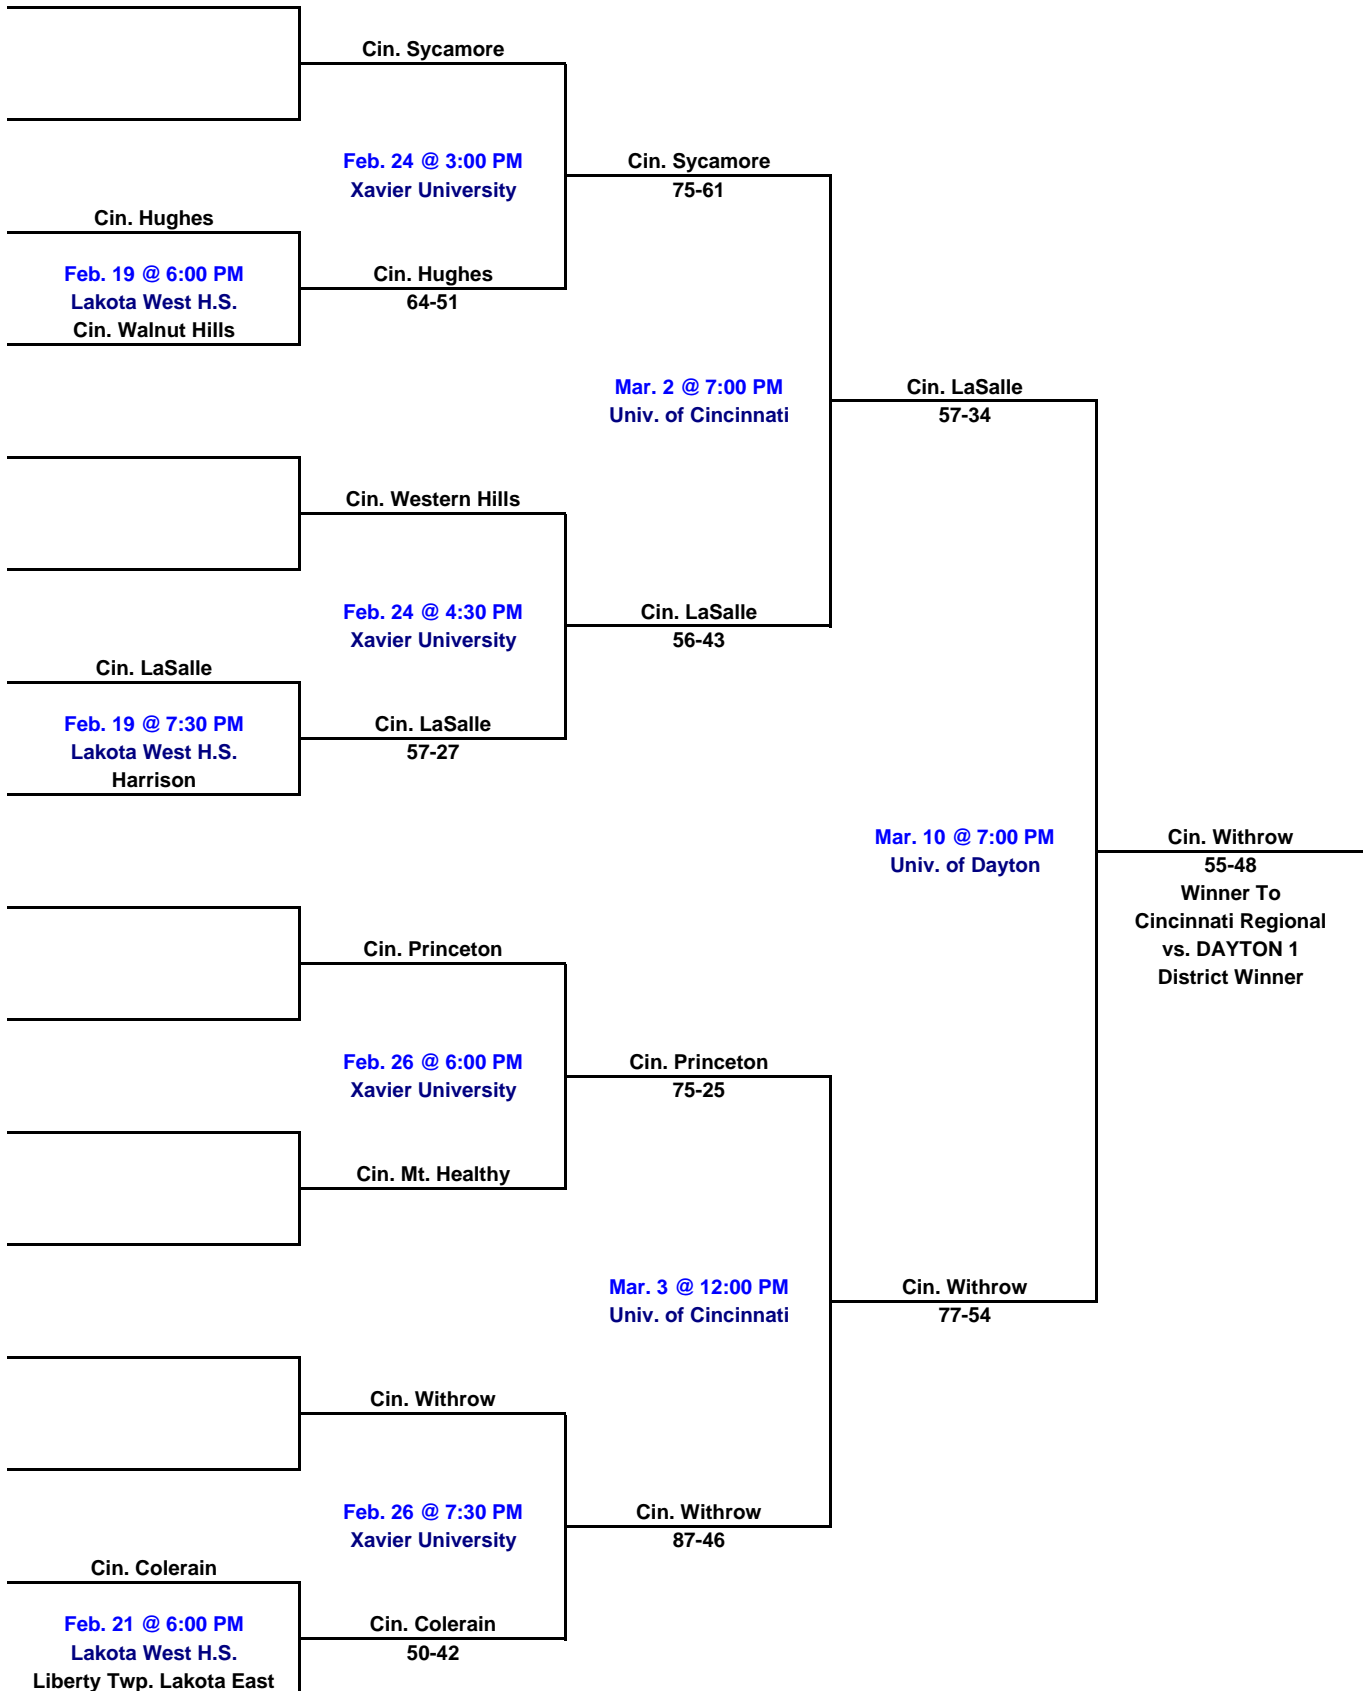 Cin. Sycamore
Feb. 24 @ 3:00 PM
Xavier University
Cin. Sycamore
75-61
Cin. Hughes
Feb. 19 @ 6:00 PM
Lakota West H.S.
Cin. Walnut Hills
Cin. Hughes
64-51
Mar. 2 @ 7:00 PM
Univ. of Cincinnati
Cin. LaSalle
57-34
Cin. Western Hills
Feb. 24 @ 4:30 PM
Xavier University
Cin. LaSalle
56-43
Cin. LaSalle
Feb. 19 @ 7:30 PM
Lakota West H.S.
Harrison
Cin. LaSalle
57-27
Mar. 10 @ 7:00 PM
Univ. of Dayton
Cin. Withrow
55-48
Winner To
Cincinnati Regional
vs. DAYTON 1
District Winner
Cin. Princeton
Feb. 26 @ 6:00 PM
Xavier University
Cin. Princeton
75-25
Cin. Mt. Healthy
Mar. 3 @ 12:00 PM
Univ. of Cincinnati
Cin. Withrow
77-54
Cin. Withrow
Feb. 26 @ 7:30 PM
Xavier University
Cin. Withrow
87-46
Cin. Colerain
Feb. 21 @ 6:00 PM
Lakota West H.S.
Liberty Twp. Lakota East
Cin. Colerain
50-42